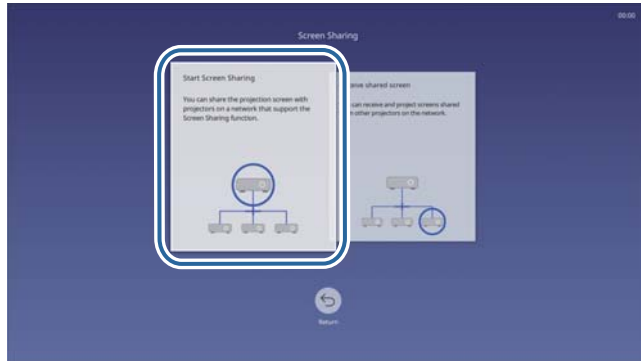 00:00
Screen Sharing
Start Screen Sharing
You can share the projection screen with
projectors on a network that support the
Screen Sharing function.
shared screen
can receive and project screens shared
other projectors on the network.
Return